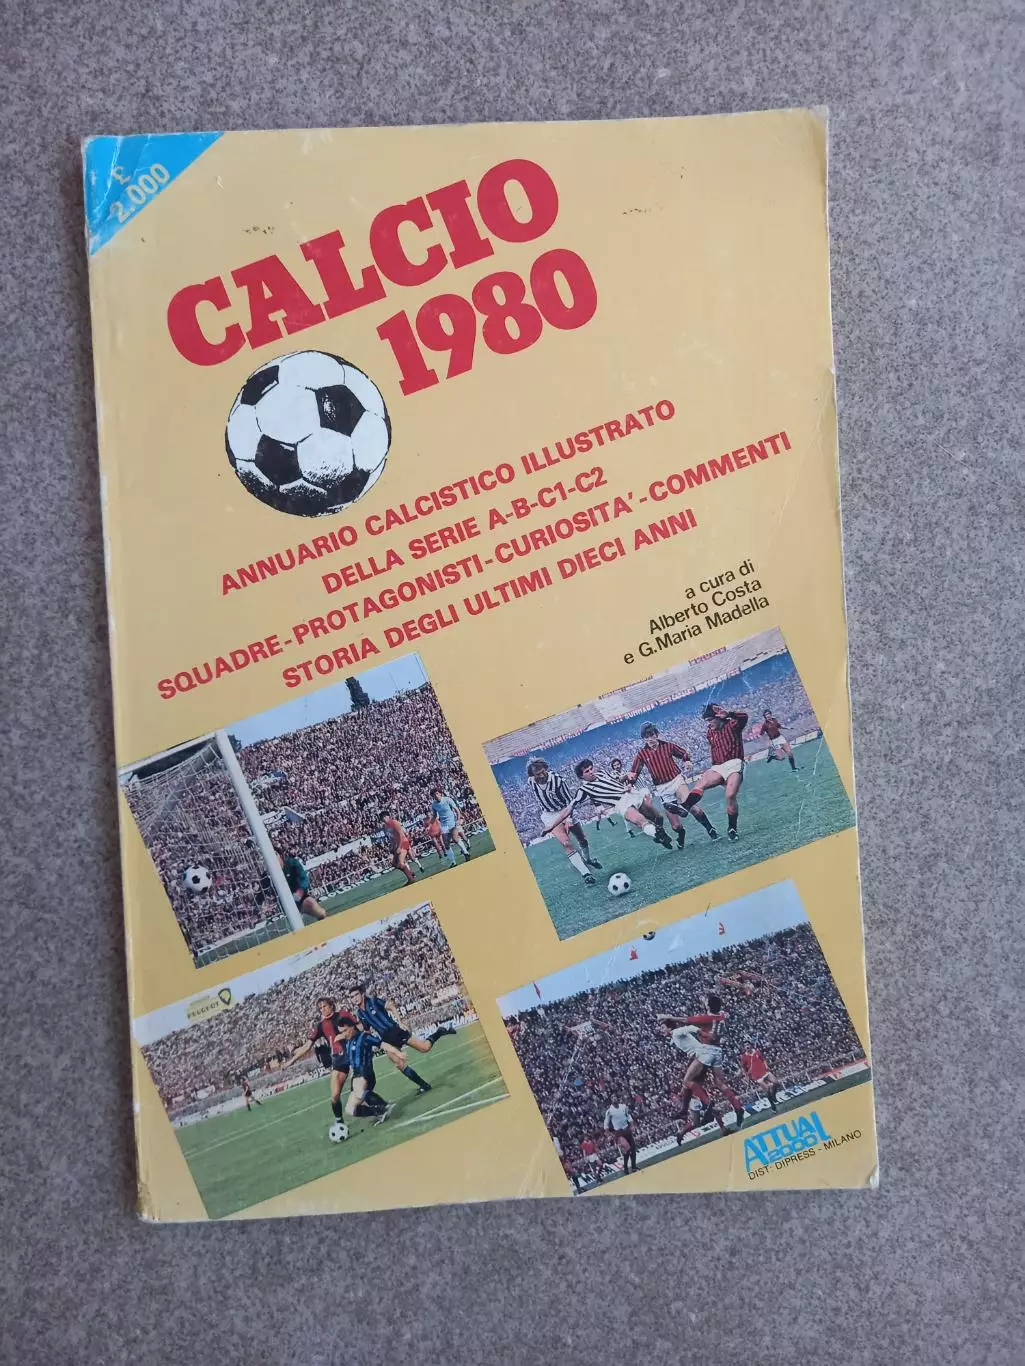 £
2.000
CALCIO
1980
ANNUARIO CALCISTICO ILLUSTRATO
DELLA SERIE A-B-C1-C2
SQUADRE-PROTAGONISTI-CURIOSITA'-COMMENTI
STORIA DEGLI ULTIMI DIECI ANNI
a cura di
Alberto Costa
e G.Maria Madella
PEUGEOT
ATTUAL
2000
DIST: DIPRESS - MILANO